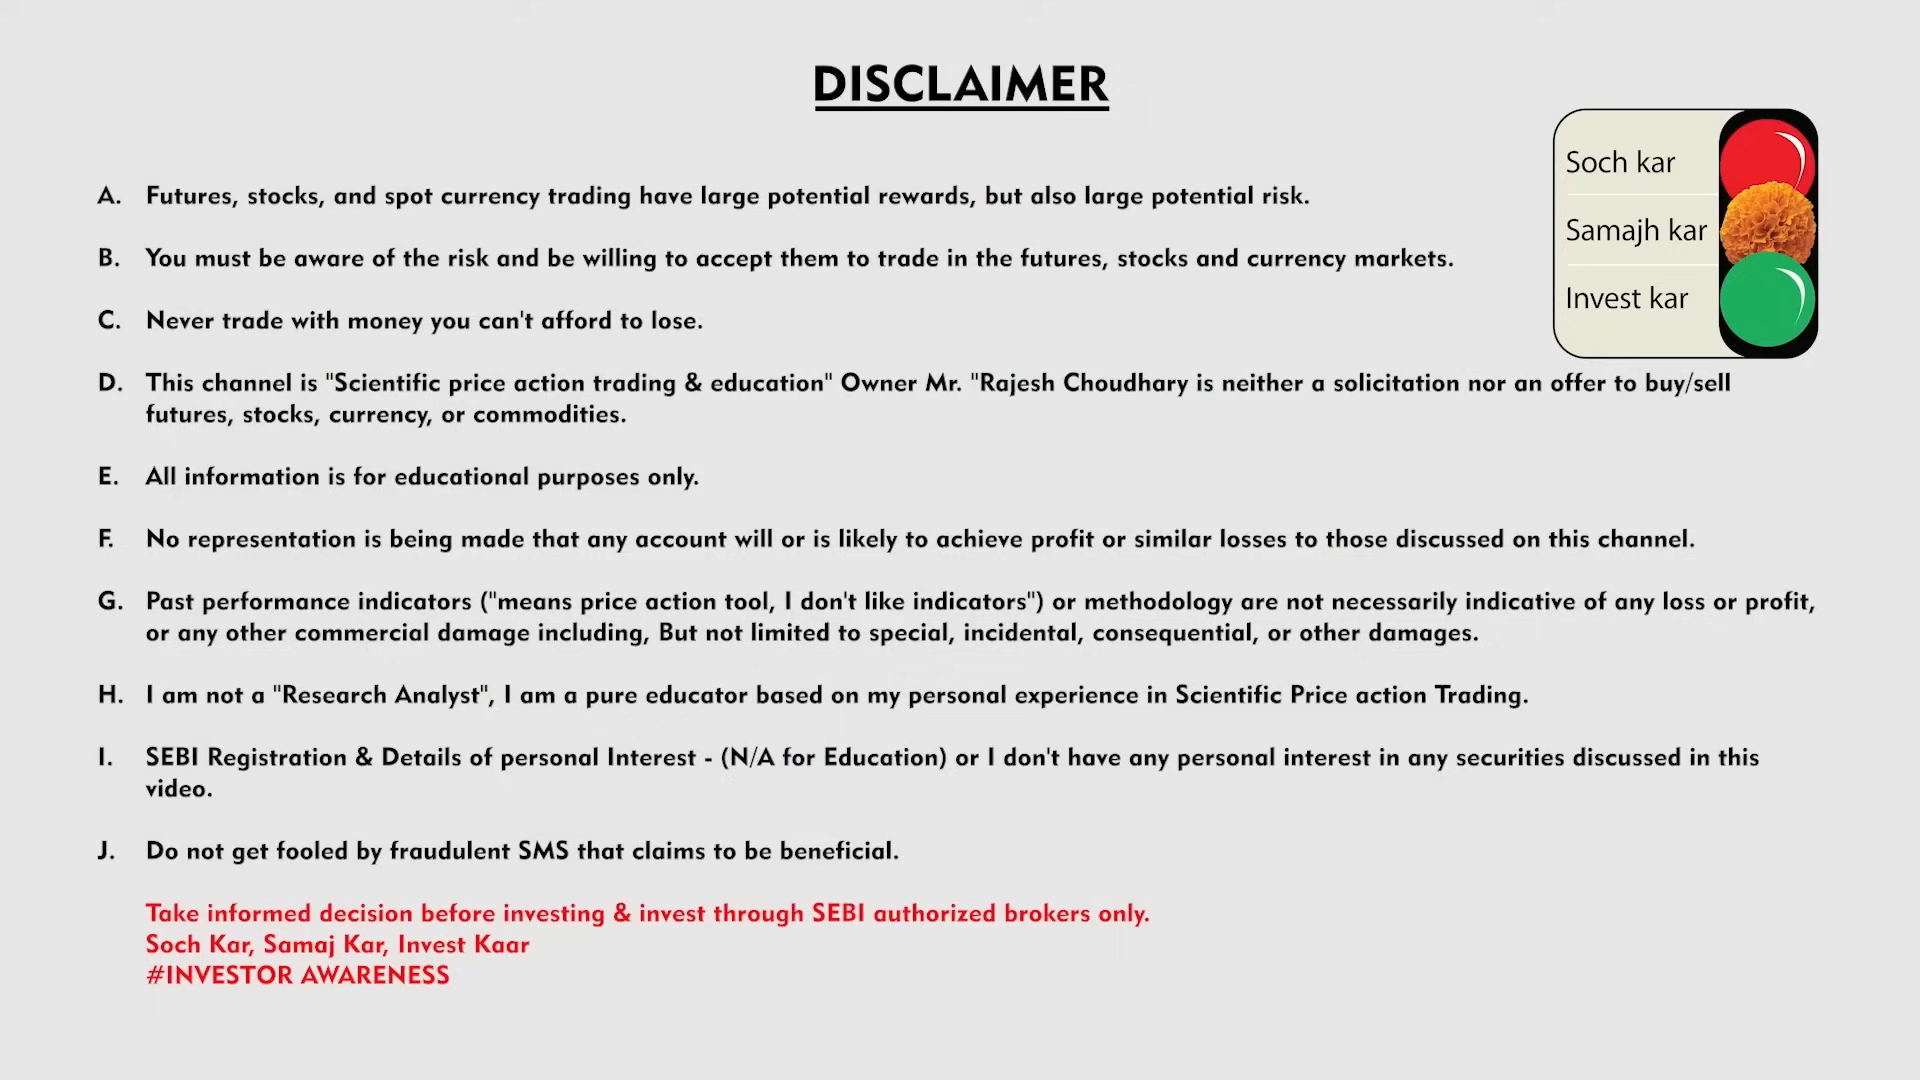 DISCLAIMER
Soch kar
Samajh kar
Invest kar
A. Futures, stocks, and spot currency trading have large potential rewards, but also large potential risk.
B. You must be aware of the risk and be willing to accept them to trade in the futures, stocks and currency markets.
C. Never trade with money you can't afford to lose.
D. This channel is "Scientific price action trading & education" Owner Mr. "Rajesh Choudhary is neither a solicitation nor an offer to buy/sell
futures, stocks, currency, or commodities.
E. All information is for educational purposes only.
F. No representation is being made that any account will or is likely to achieve profit or similar losses to those discussed on this channel.
G. Past performance indicators ("means price action tool, I don't like indicators") or methodology are not necessarily indicative of any loss or profit,
or any other commercial damage including, But not limited to special, incidental, consequential, or other damages.
H. I am not a "Research Analyst", I am a pure educator based on my personal experience in Scientific Price action Trading.
I. SEBI Registration & Details of personal Interest - (N/A for Education) or I don't have any personal interest in any securities discussed in this
video.
J. Do not get fooled by fraudulent SMS that claims to be beneficial.
Take informed decision before investing & invest through SEBI authorized brokers only.
Soch Kar, Samaj Kar, Invest Kaar
#INVESTOR AWARENESS